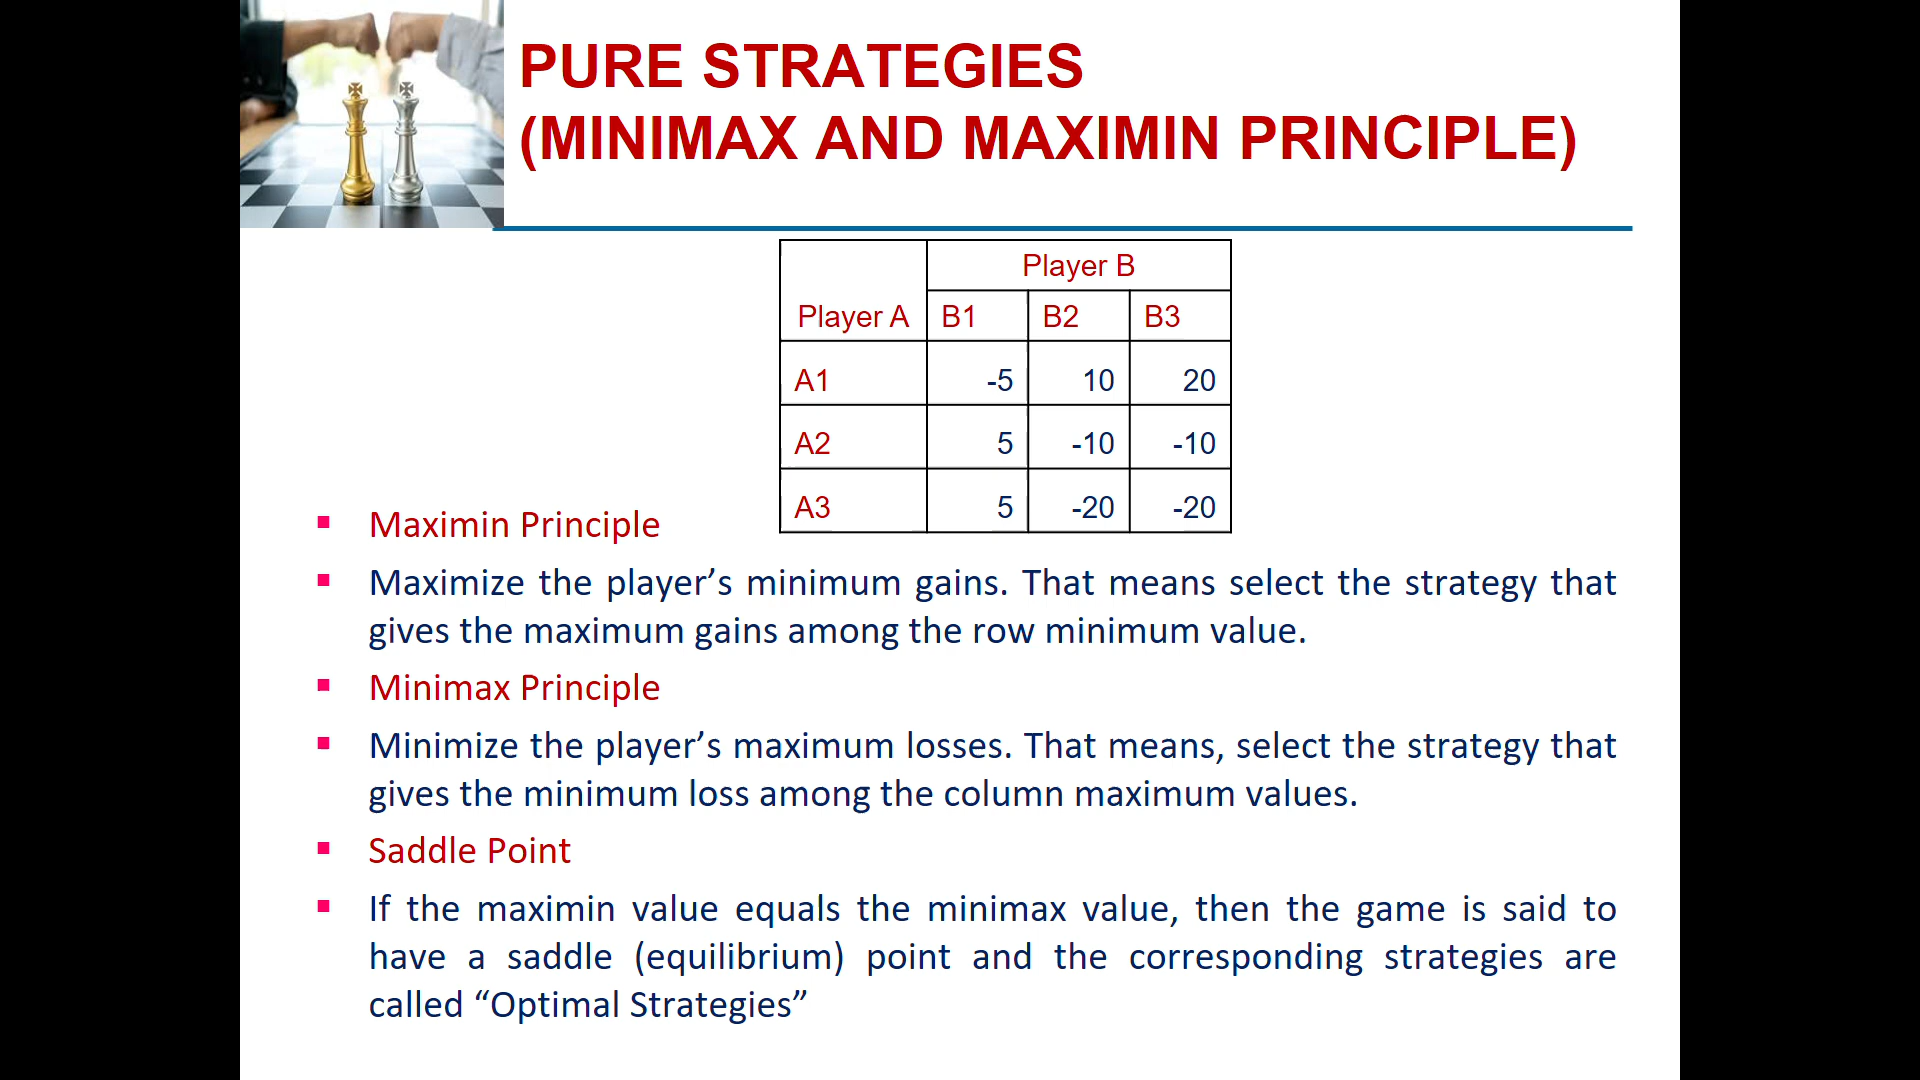 PURE STRATEGIES
(MINIMAX AND MAXIMIN PRINCIPLE)
Player B
Player A B1 B2 B3
A1 -5 10 20
A2 5 -10 -10
A3 5 -20 -20
▪ Maximin Principle
▪ Maximize the player’s minimum gains. That means select the strategy that
gives the maximum gains among the row minimum value.
▪ Minimax Principle
▪ Minimize the player’s maximum losses. That means, select the strategy that
gives the minimum loss among the column maximum values.
▪ Saddle Point
▪ If the maximin value equals the minimax value, then the game is said to
have a saddle (equilibrium) point and the corresponding strategies are
called “Optimal Strategies”